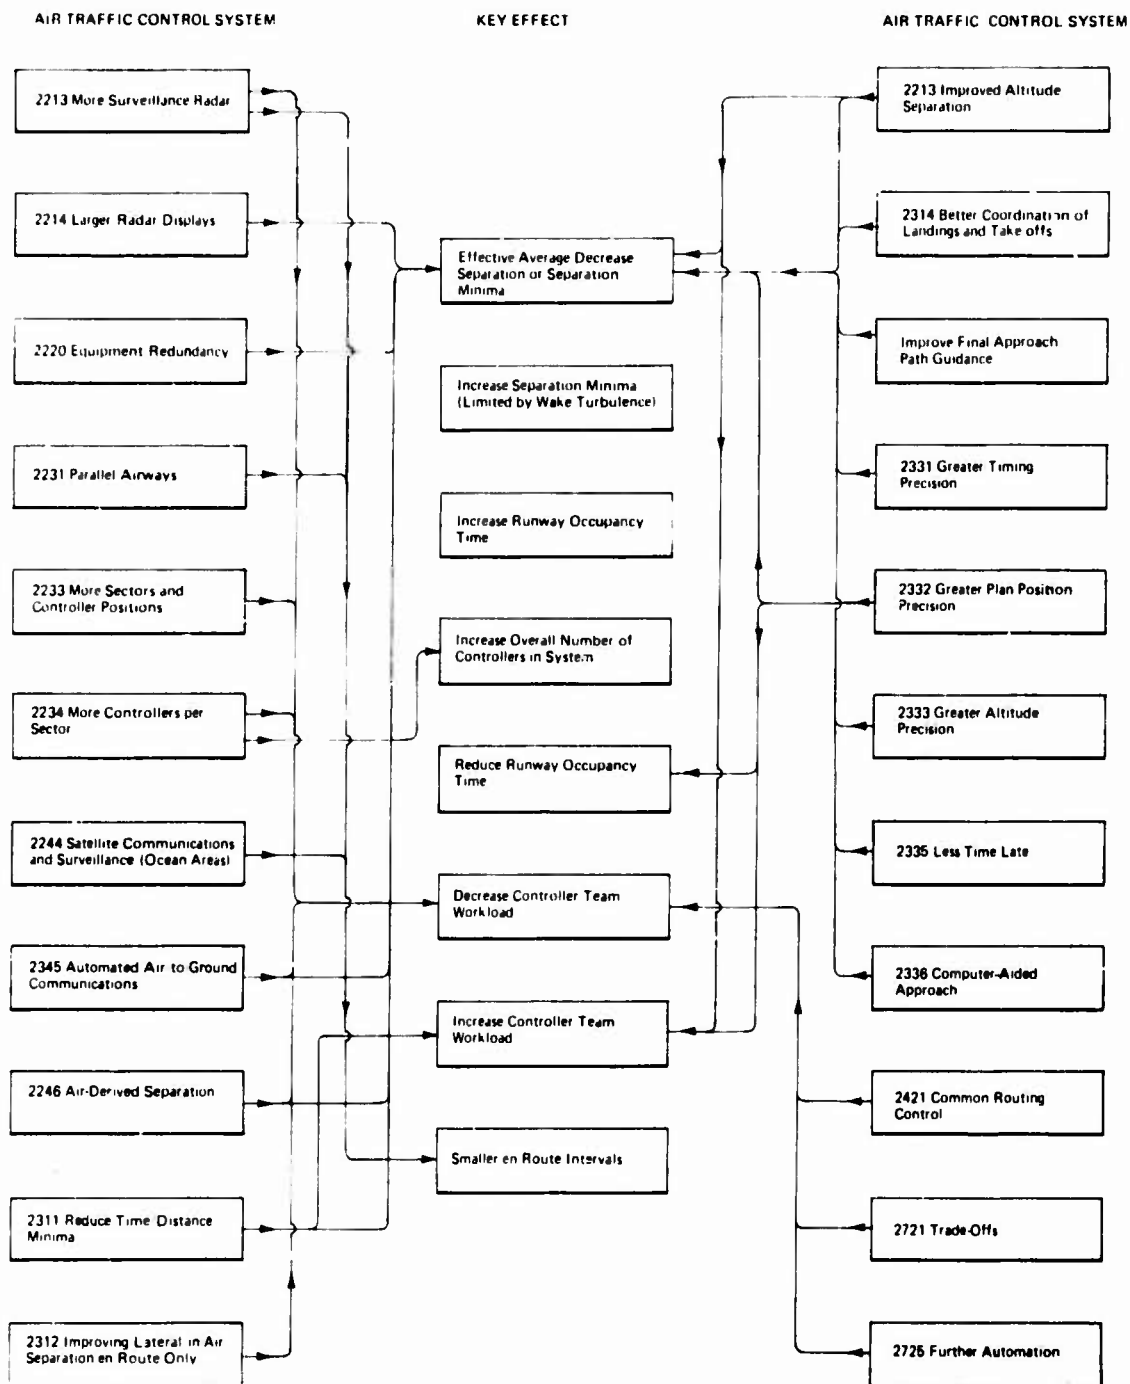 AIR TRAFFIC CONTROL SYSTEM
KEY EFFECT
AIR TRAFFIC CONTROL SYSTEM
2213 More Surveillance Radar
2214 Larger Radar Displays
2220 Equipment Redundancy
2231 Parallel Airways
2233 More Sectors and
Controller Positions
2234 More Controllers per
Sector
2244 Satellite Communications
and Surveillance (Ocean Areas)
2345 Automated Air to Ground
Communications
2246 Air-Derived Separation
2311 Reduce Time/Distance
Minima
2312 Improving Lateral in Air
Separation en Route Only
Effective Average Decrease
Separation or Separation
Minima
Increase Separation Minima
(Limited by Wake Turbulence)
Increase Runway Occupancy
Time
Increase Overall Number of
Controllers in System
Reduce Runway Occupancy
Time
Decrease Controller Team
Workload
Increase Controller Team
Workload
Smaller en Route Intervals
2213 Improved Altitude
Separation
2314 Better Coordination of
Landings and Take offs
Improve Final Approach
Path Guidance
2331 Greater Timing
Precision
2332 Greater Plan Position
Precision
2333 Greater Altitude
Precision
2335 Less Time Late
2336 Computer-Aided
Approach
2421 Common Routing
Control
2721 Trade-Offs
2725 Further Automation